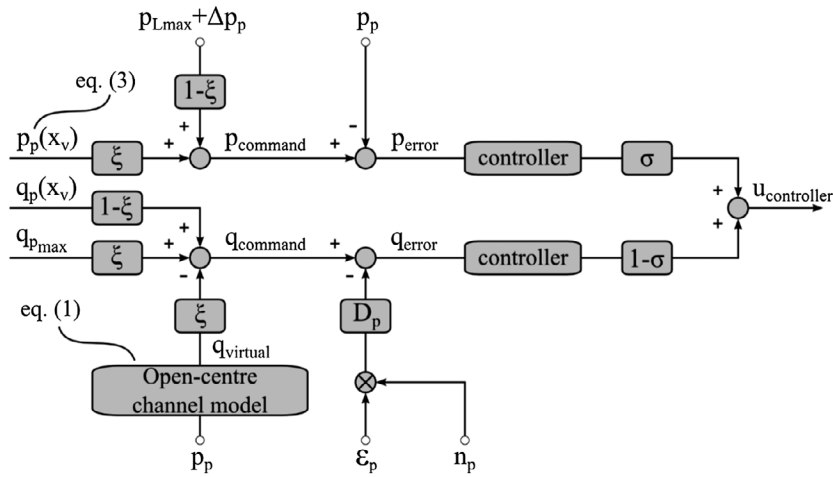 p_Lmax+Δp_p
p_p
eq. (3)
1-ξ
p_p(x_v)
ξ
+
+
p_command
+
-
p_error
controller
σ
q_p(x_v)
1-ξ
+
u_controller
q_pmax
ξ
+
+
-
q_command
+
-
q_error
controller
1-σ
+
eq. (1)
ξ
D_p
q_virtual
Open-centre
channel model
p_p
ε_p
n_p